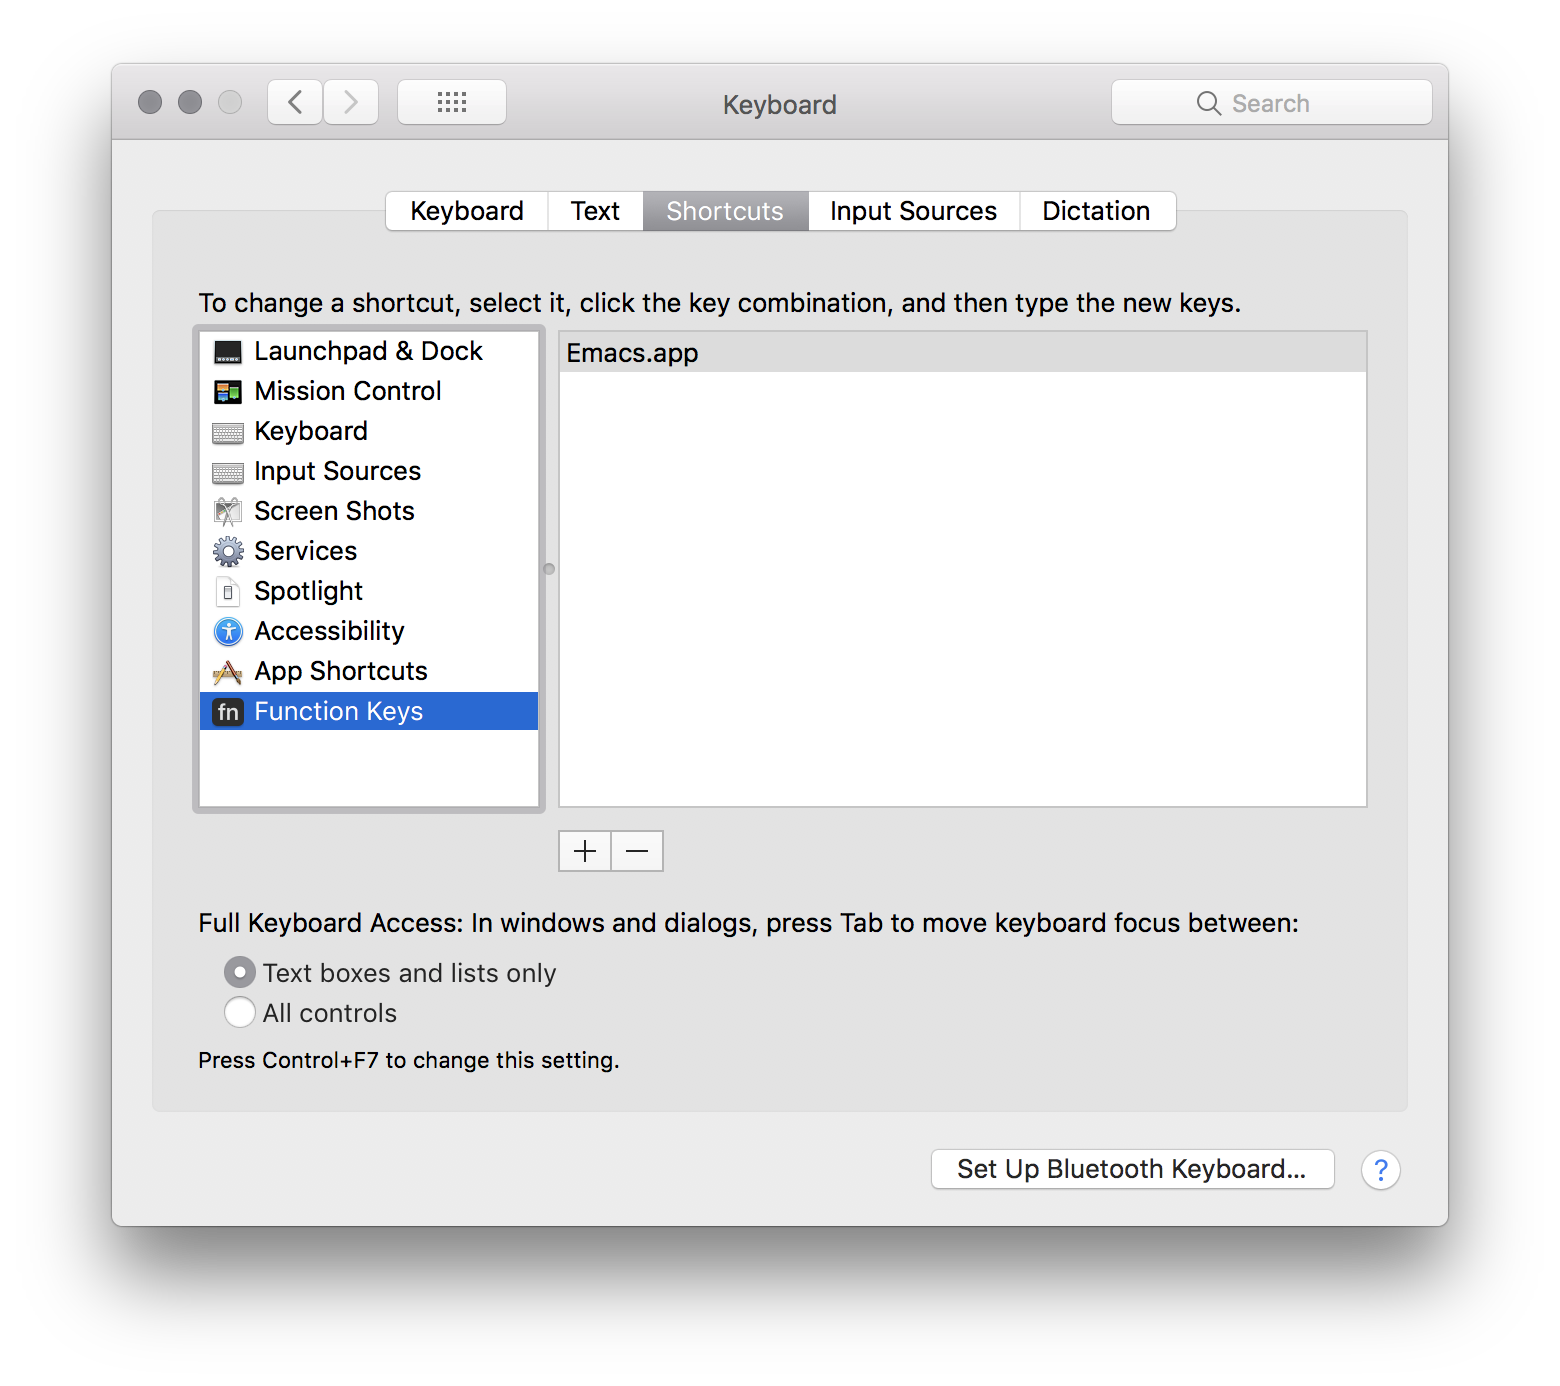 Keyboard
Search
Keyboard Text Shortcuts Input Sources Dictation
To change a shortcut, select it, click the key combination, and then type the new keys.
Launchpad & Dock
Mission Control
Keyboard
Input Sources
Screen Shots
Services
Spotlight
Accessibility
App Shortcuts
fn Function Keys
Emacs.app
Full Keyboard Access: In windows and dialogs, press Tab to move keyboard focus between:
Text boxes and lists only
All controls
Press Control+F7 to change this setting.
Set Up Bluetooth Keyboard... ?